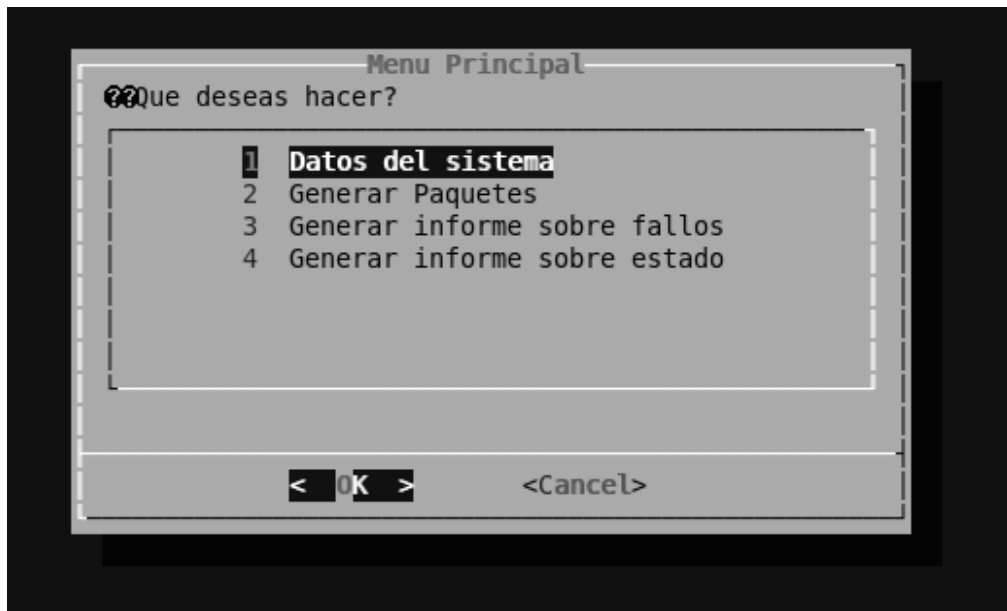 Menu Principal
��Que deseas hacer?
1 Datos del sistema
2 Generar Paquetes
3 Generar informe sobre fallos
4 Generar informe sobre estado
< OK > <Cancel>